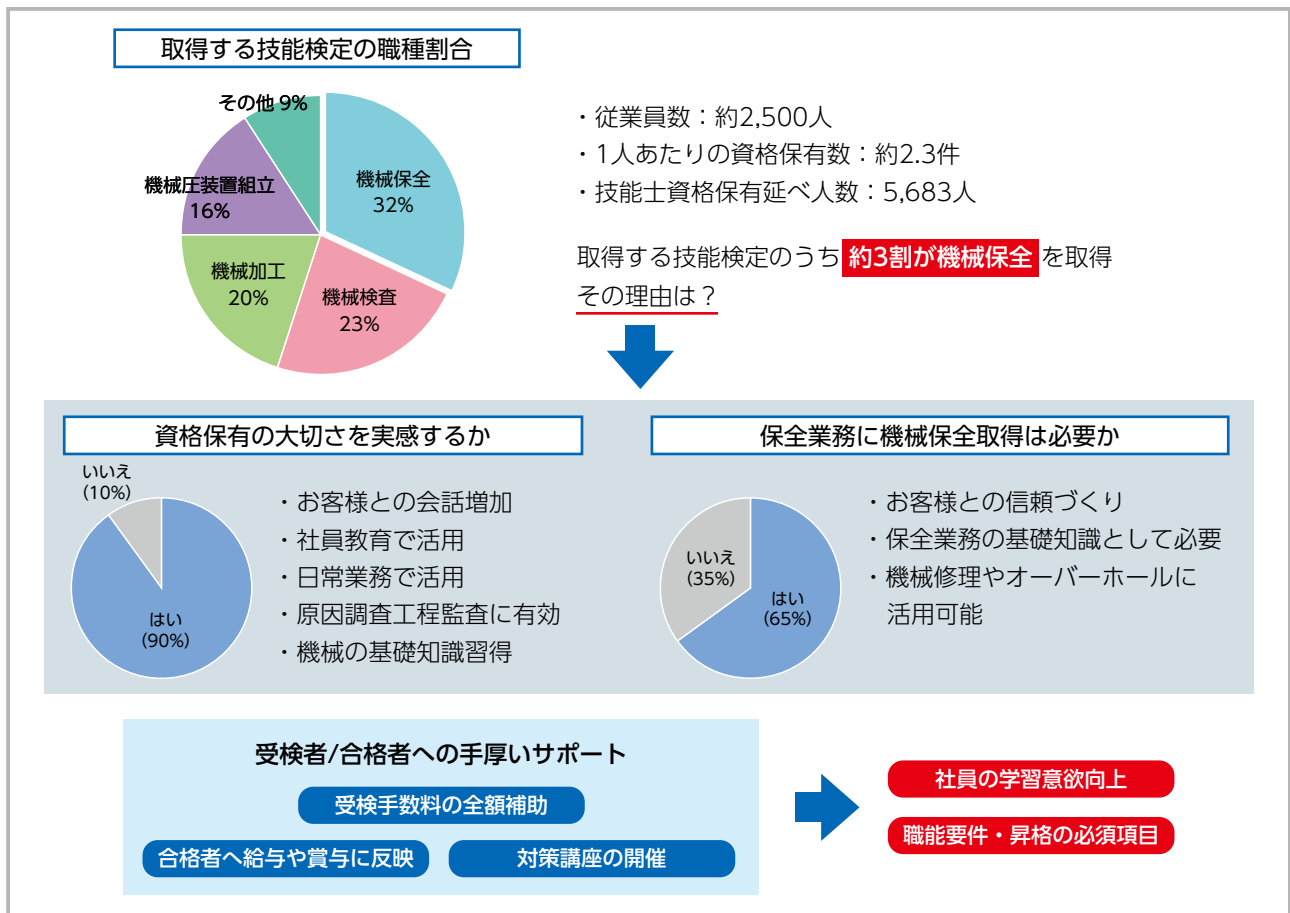 取得する技能検定の職種割合
その他 9%
機械保全
32%
機械圧装置組立
16%
機械加工
20%
機械検査
23%
・従業員数：約2,500人
・1人あたりの資格保有数：約2.3件
・技能士資格保有延べ人数：5,683人
取得する技能検定のうち 約3割が機械保全 を取得
その理由は？
資格保有の大切さを実感するか
いいえ
(10%)
はい
(90%)
・お客様との会話増加
・社員教育で活用
・日常業務で活用
・原因調査工程監査に有効
・機械の基礎知識習得
保全業務に機械保全取得は必要か
いいえ
(35%)
はい
(65%)
・お客様との信頼づくり
・保全業務の基礎知識として必要
・機械修理やオーバーホールに
活用可能
受検者/合格者への手厚いサポート
受検手数料の全額補助
合格者へ給与や賞与に反映
対策講座の開催
社員の学習意欲向上
職能要件・昇格の必須項目